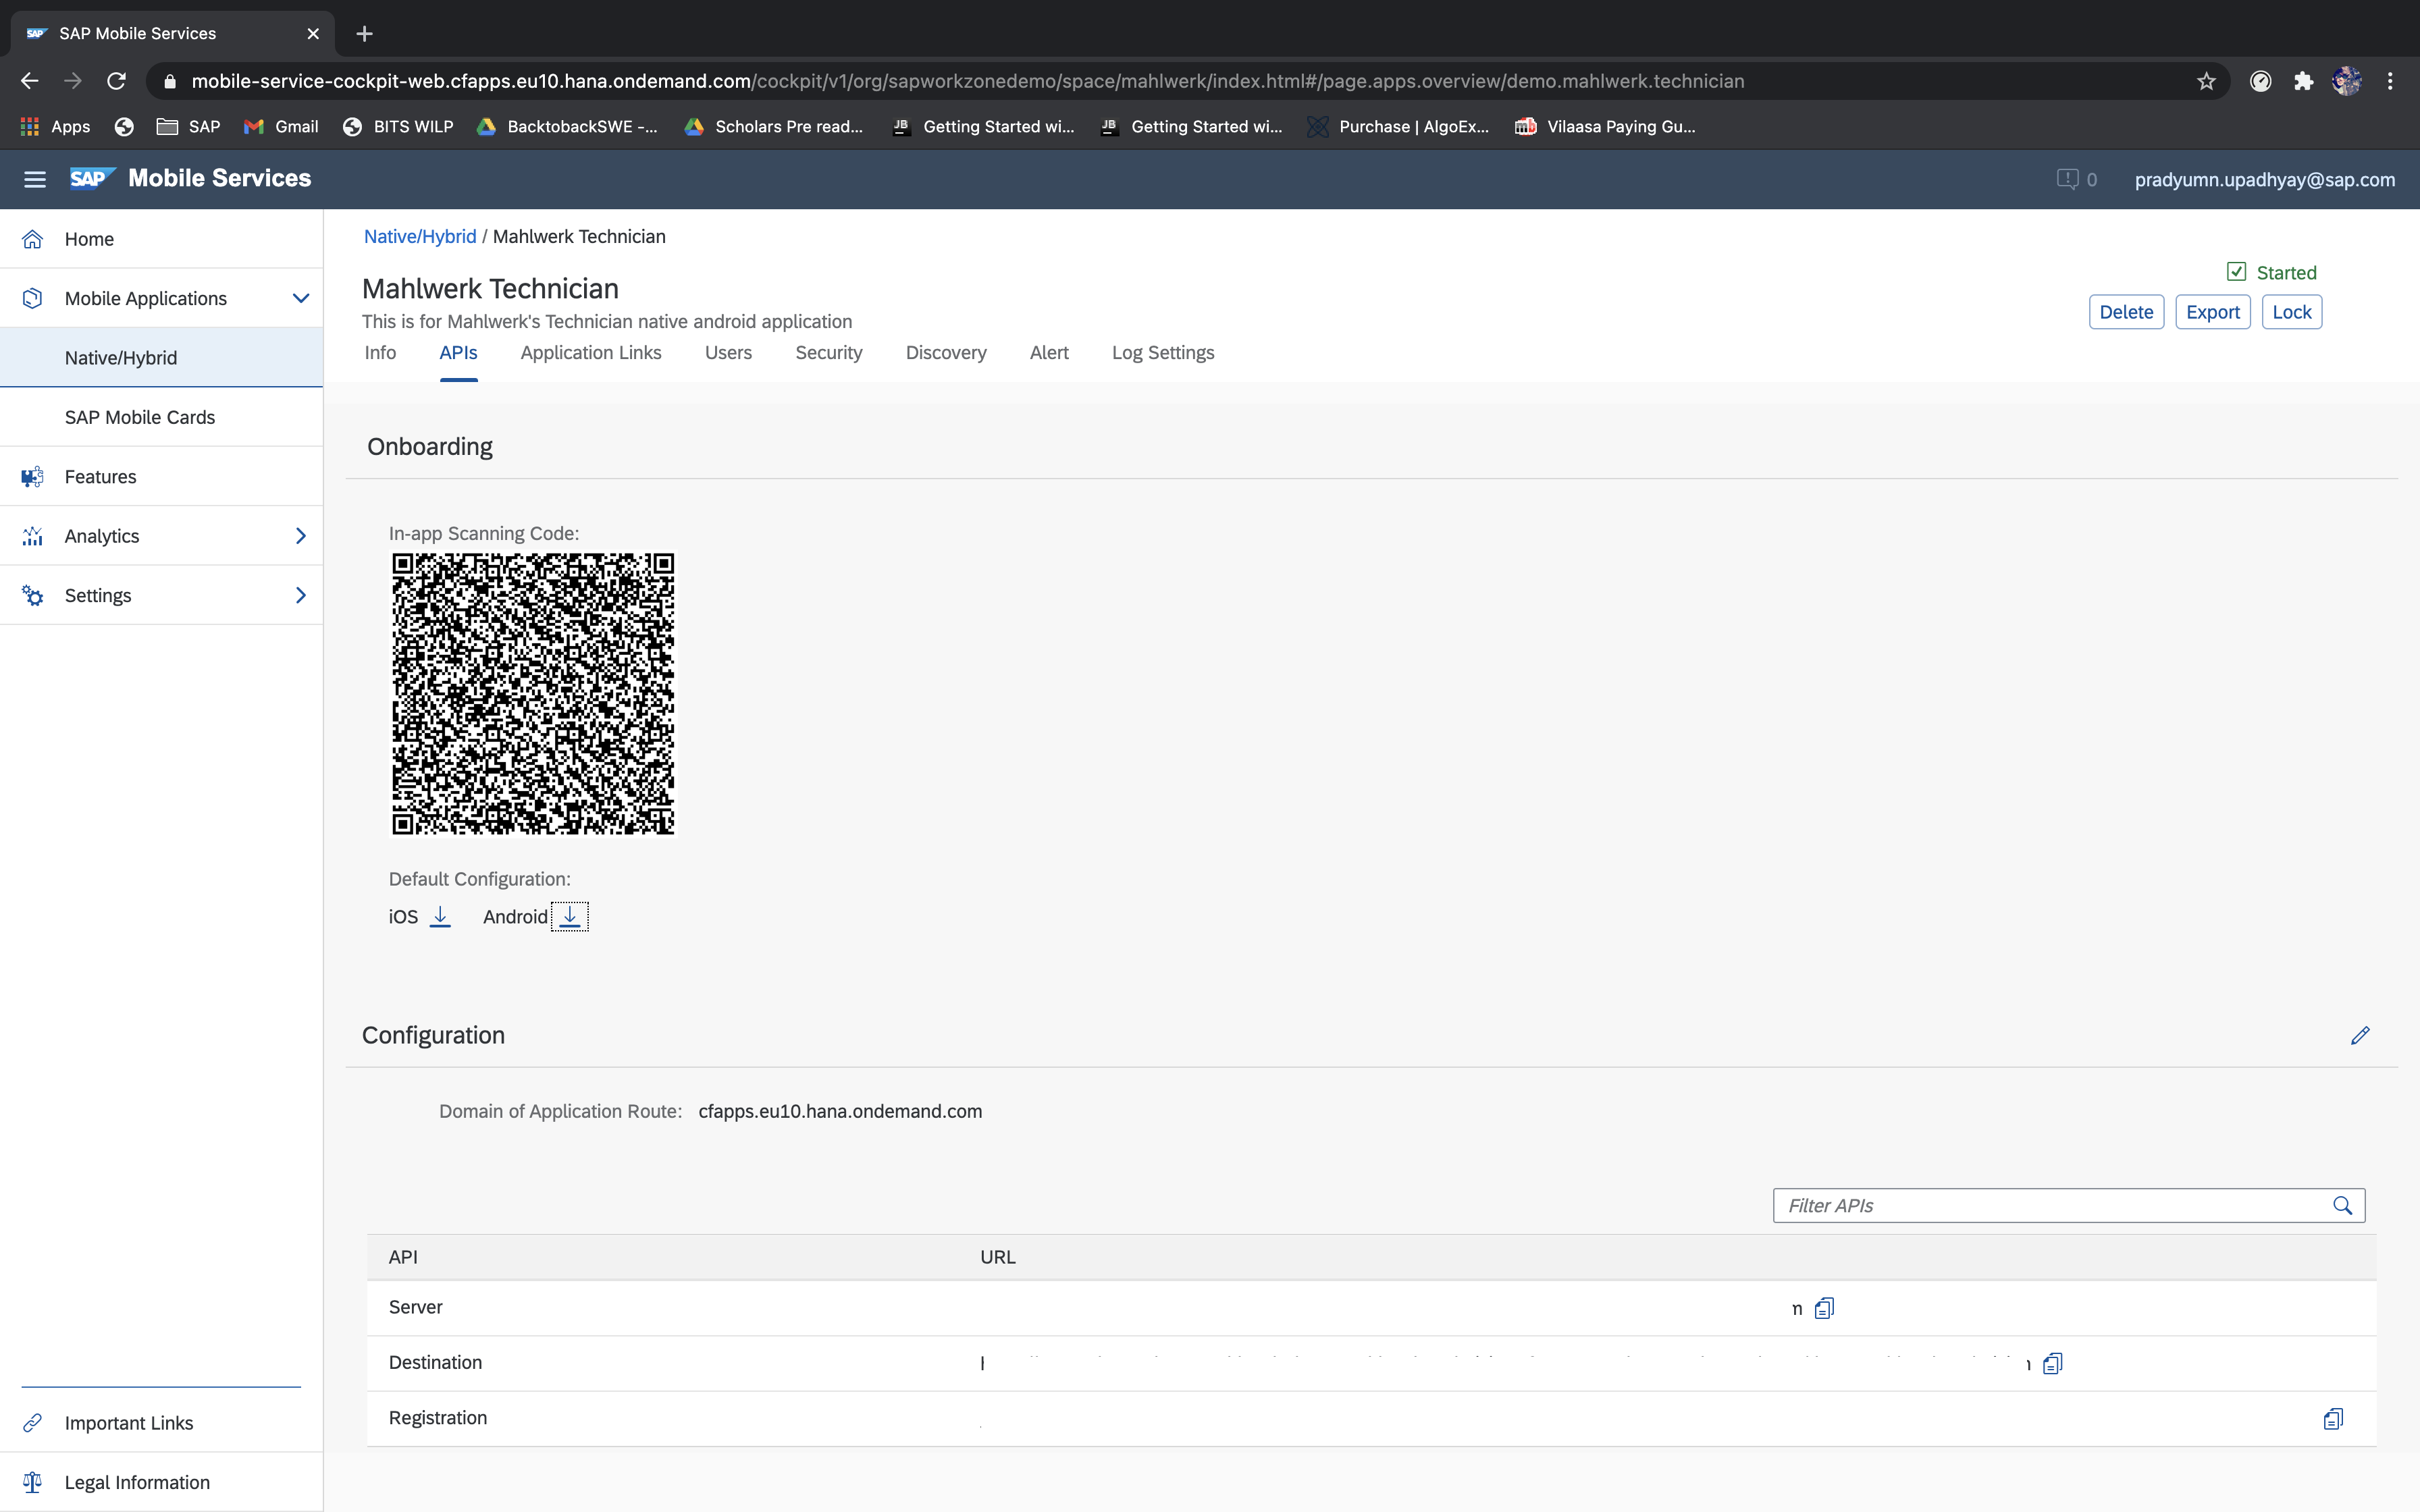 SAP SAP Mobile Services
mobile-service-cockpit-web.cfapps.eu10.hana.ondemand.com/cockpit/v1/org/sapworkzonedemo/space/mahlwerk/index.html#/page.apps.overview/demo.mahlwerk.technician
Apps SAP Gmail BITS WILP BacktobackSWE -... Scholars Pre read... JB Getting Started wi... JB Getting Started wi... Purchase | AlgoEx... Vilaasa Paying Gu...
SAP Mobile Services 0 pradyumn.upadhyay@sap.com
Home
Mobile Applications
Native/Hybrid
SAP Mobile Cards
Features
Analytics
Settings
Important Links
Legal Information
Native/Hybrid / Mahlwerk Technician
Started
Mahlwerk Technician
Delete Export Lock
This is for Mahlwerk's Technician native android application
Info APIs Application Links Users Security Discovery Alert Log Settings
Onboarding
In-app Scanning Code:
Default Configuration:
iOS Android
Configuration
Domain of Application Route: cfapps.eu10.hana.ondemand.com
Filter APIs
API URL
Server
Destination
Registration